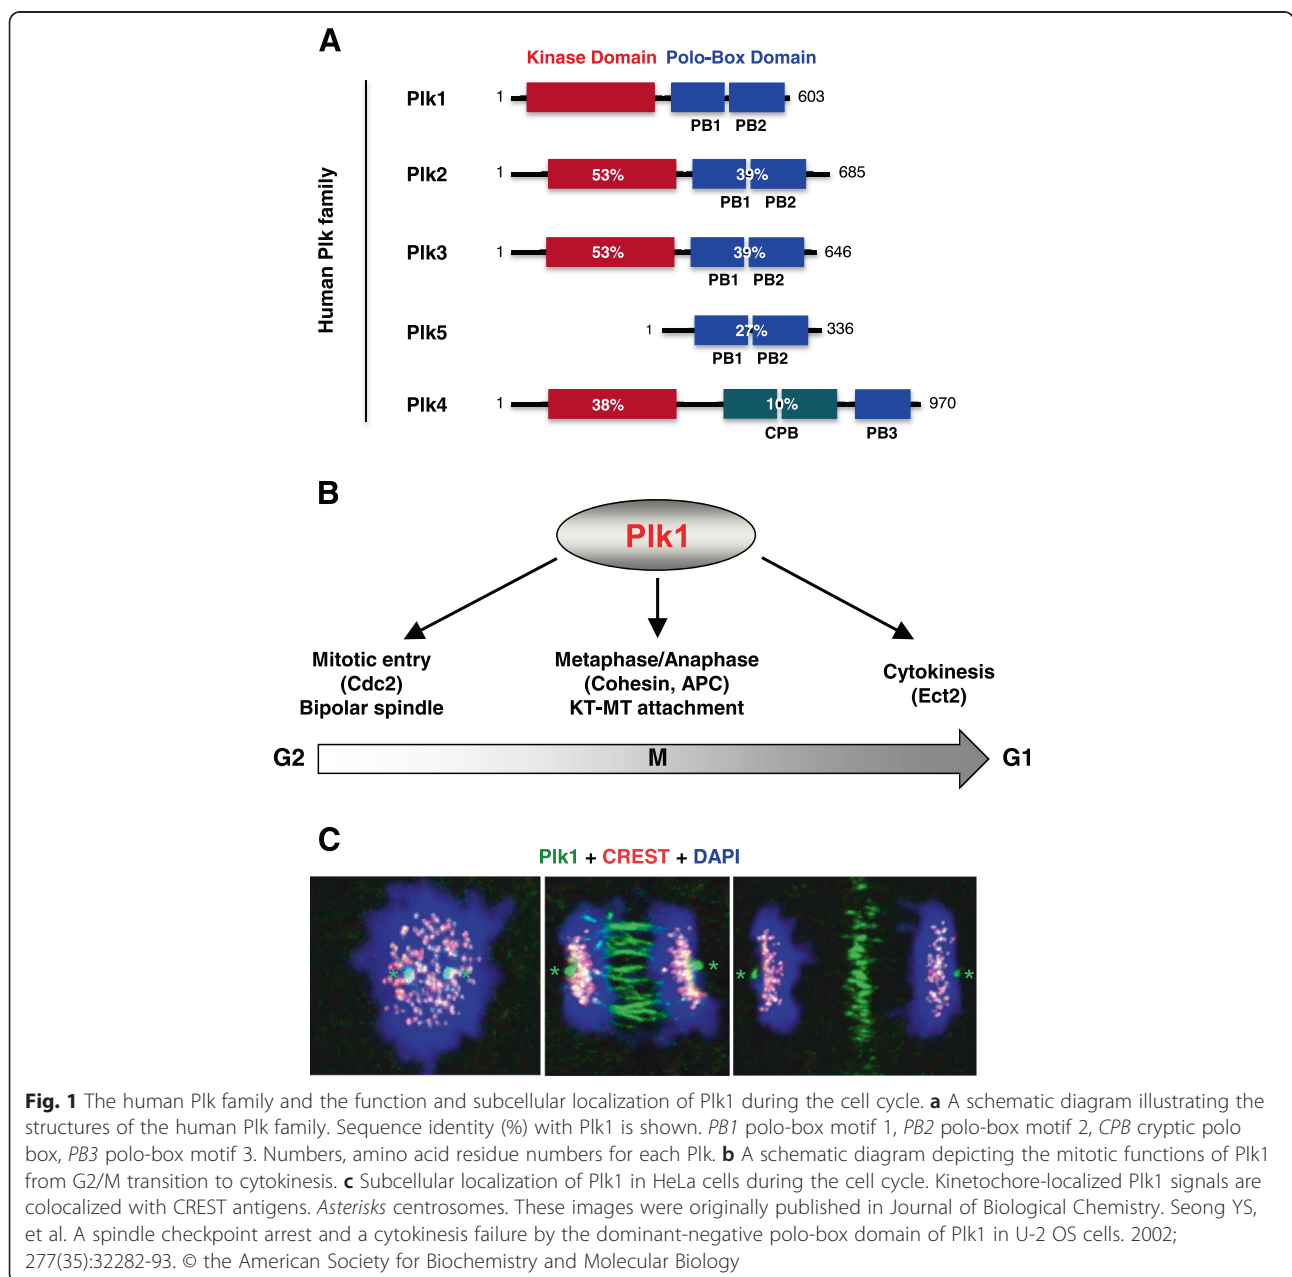 A
Kinase Domain Polo-Box Domain
Human Plk family
Plk1 1 603
PB1 PB2
Plk2 1 53% 39% 685
PB1 PB2
Plk3 1 53% 39% 646
PB1 PB2
Plk5 1 27% 336
PB1 PB2
Plk4 1 38% 10% 970
CPB PB3
B
Plk1
Mitotic entry
(Cdc2)
Bipolar spindle
Metaphase/Anaphase
(Cohesin, APC)
KT-MT attachment
Cytokinesis
(Ect2)
G2 M G1
C
Plk1 + CREST + DAPI
* *
* *
* *
Fig. 1 The human Plk family and the function and subcellular localization of Plk1 during the cell cycle. a A schematic diagram illustrating the
structures of the human Plk family. Sequence identity (%) with Plk1 is shown. PB1 polo-box motif 1, PB2 polo-box motif 2, CPB cryptic polo
box, PB3 polo-box motif 3. Numbers, amino acid residue numbers for each Plk. b A schematic diagram depicting the mitotic functions of Plk1
from G2/M transition to cytokinesis. c Subcellular localization of Plk1 in HeLa cells during the cell cycle. Kinetochore-localized Plk1 signals are
colocalized with CREST antigens. Asterisks centrosomes. These images were originally published in Journal of Biological Chemistry. Seong YS,
et al. A spindle checkpoint arrest and a cytokinesis failure by the dominant-negative polo-box domain of Plk1 in U-2 OS cells. 2002;
277(35):32282-93. © the American Society for Biochemistry and Molecular Biology